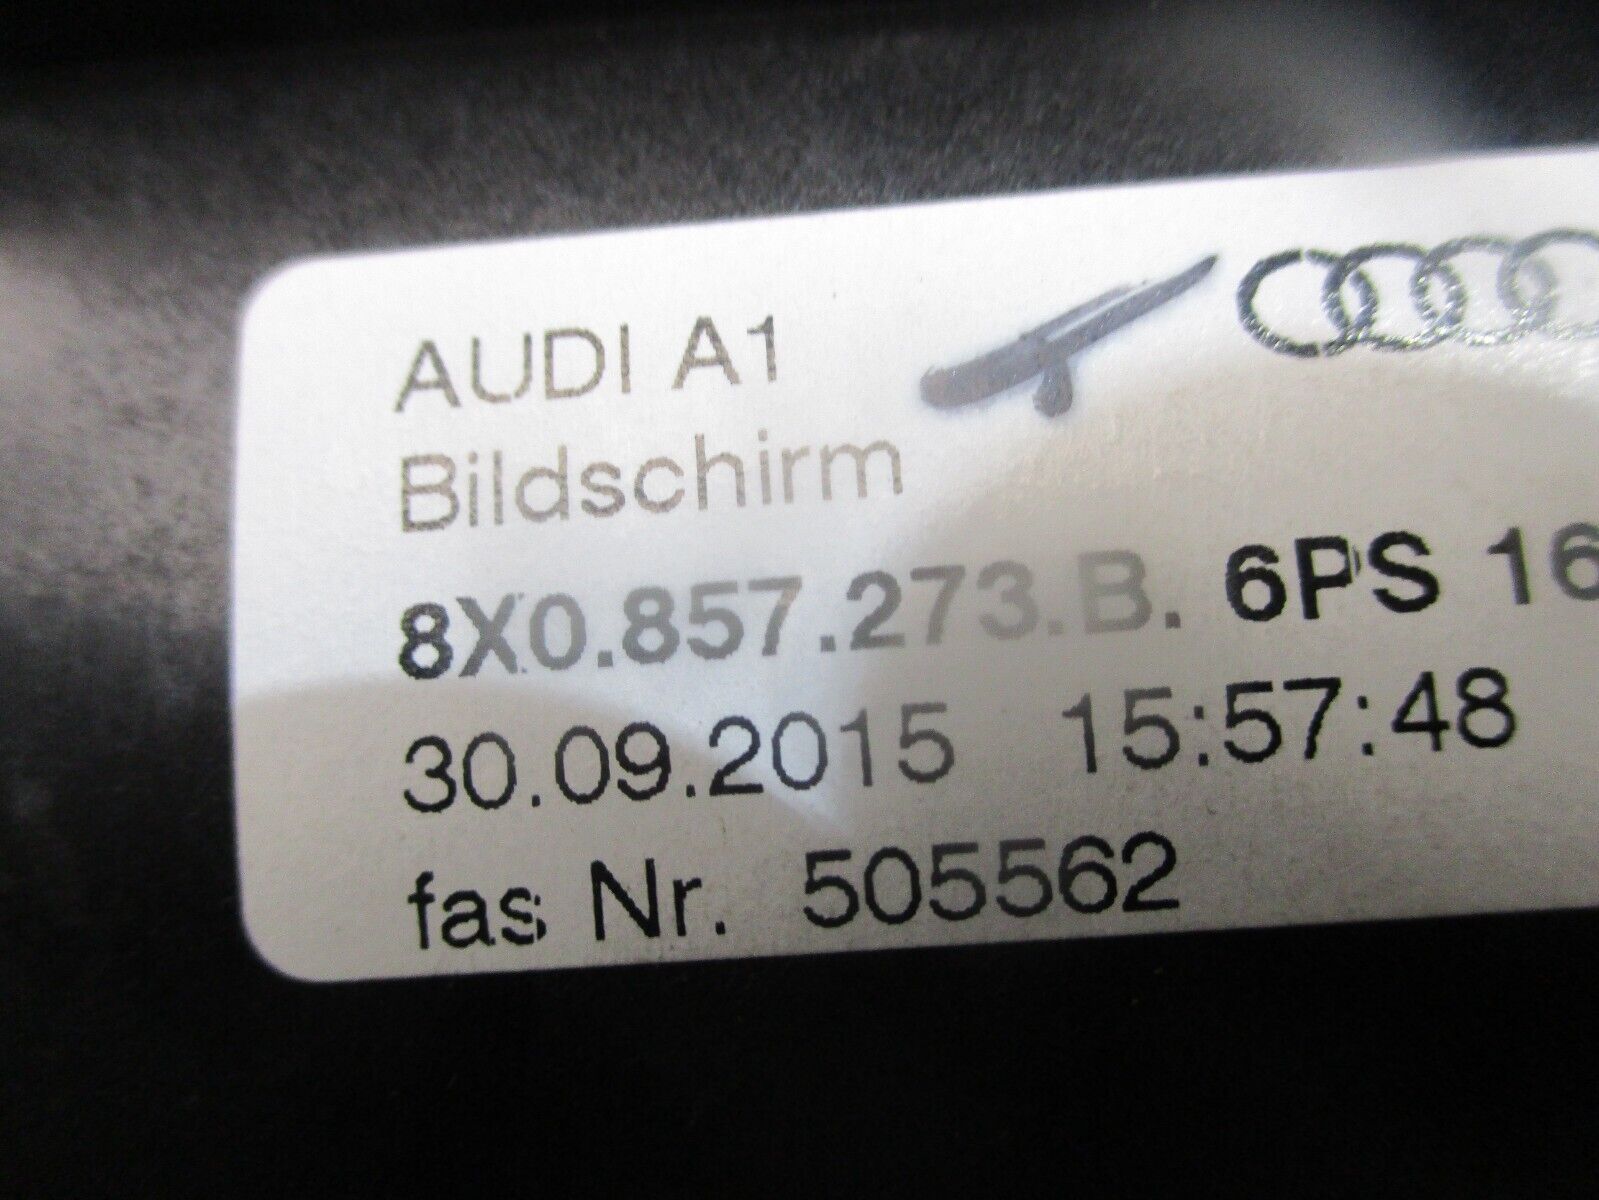 AUDI A1
Bildschirm
8X0.857.273.B. 6PS 16
30.09.2015 15:57:48
fas Nr. 505562